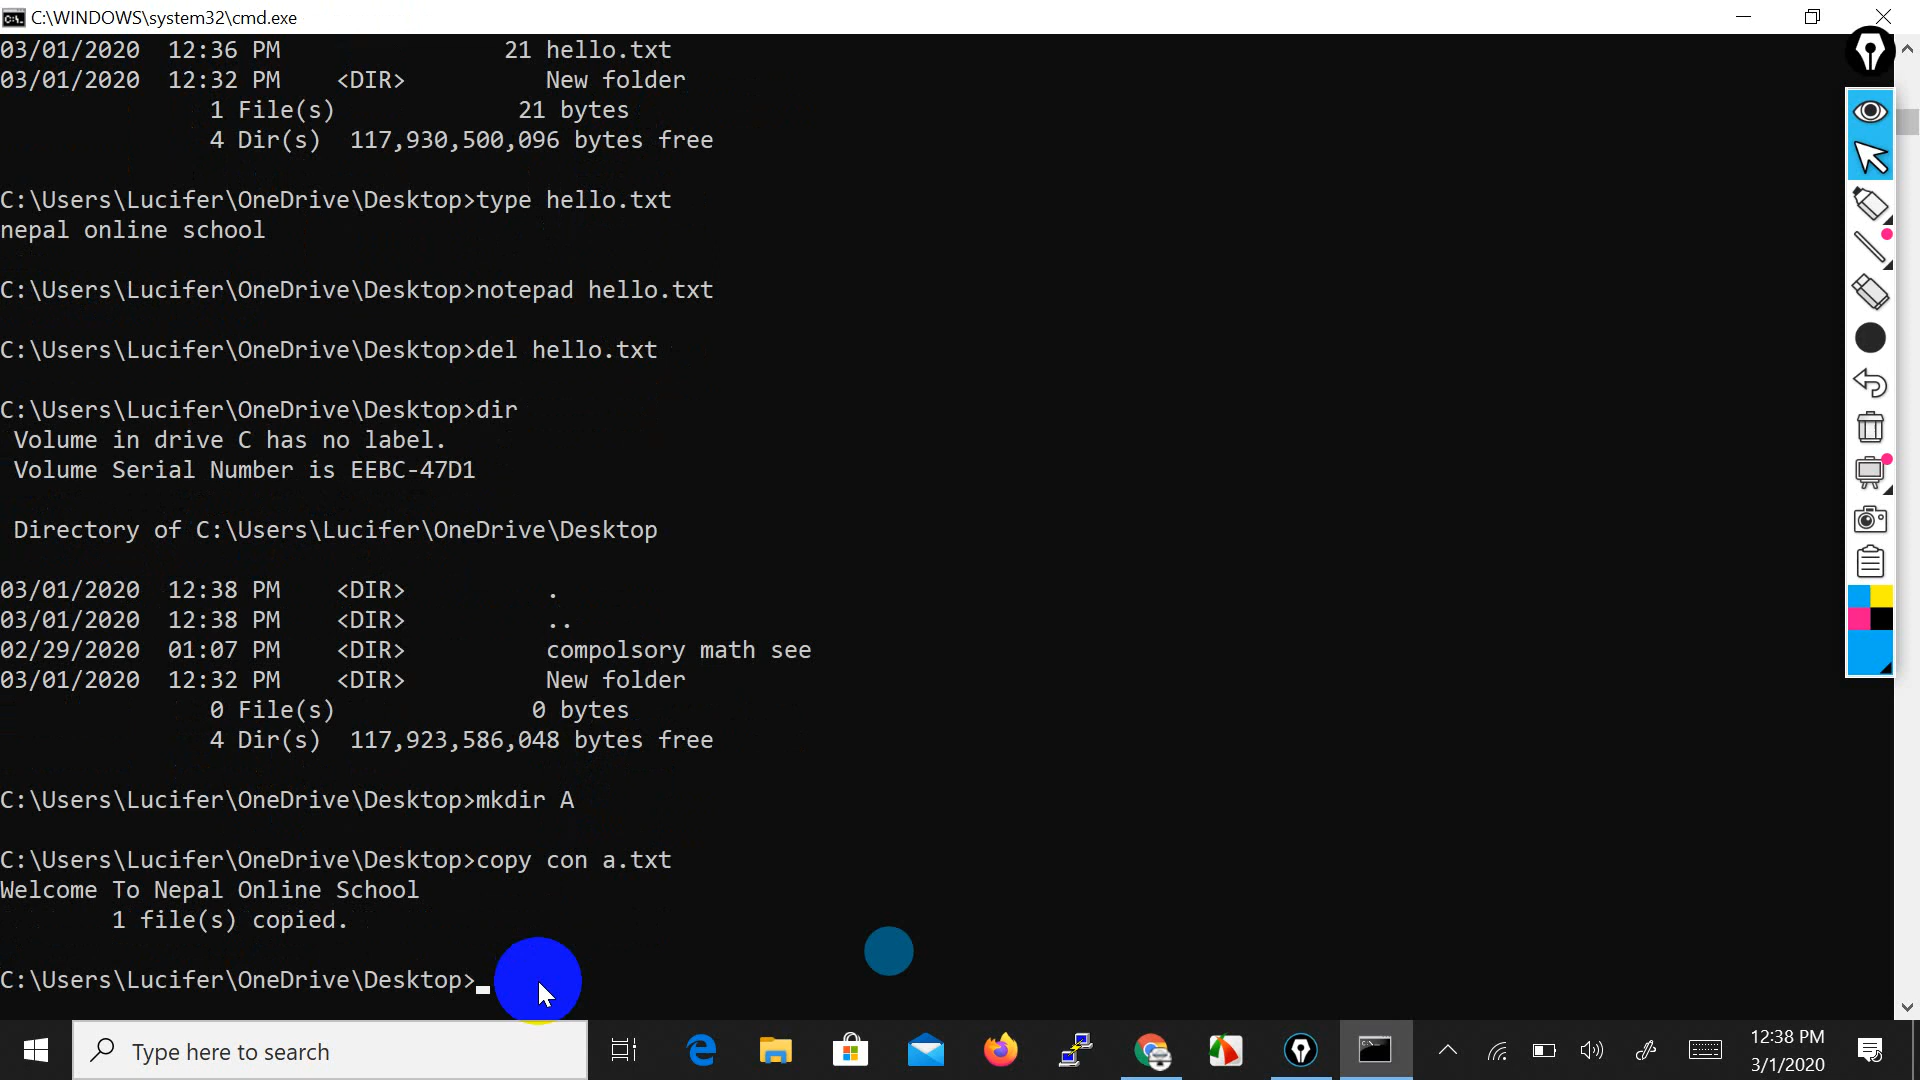 C:\WINDOWS\system32\cmd.exe
03/01/2020  12:36 PM                21 hello.txt
03/01/2020  12:32 PM    <DIR>          New folder
               1 File(s)             21 bytes
               4 Dir(s)  117,930,500,096 bytes free
C:\Users\Lucifer\OneDrive\Desktop>type hello.txt
nepal online school
C:\Users\Lucifer\OneDrive\Desktop>notepad hello.txt
C:\Users\Lucifer\OneDrive\Desktop>del hello.txt
C:\Users\Lucifer\OneDrive\Desktop>dir
 Volume in drive C has no label.
 Volume Serial Number is EEBC-47D1
 Directory of C:\Users\Lucifer\OneDrive\Desktop
03/01/2020  12:38 PM    <DIR>          .
03/01/2020  12:38 PM    <DIR>          ..
02/29/2020  01:07 PM    <DIR>          compolsory math see
03/01/2020  12:32 PM    <DIR>          New folder
               0 File(s)              0 bytes
               4 Dir(s)  117,923,586,048 bytes free
C:\Users\Lucifer\OneDrive\Desktop>mkdir A
C:\Users\Lucifer\OneDrive\Desktop>copy con a.txt
Welcome To Nepal Online School
        1 file(s) copied.
C:\Users\Lucifer\OneDrive\Desktop>
Type here to search
12:38 PM
3/1/2020